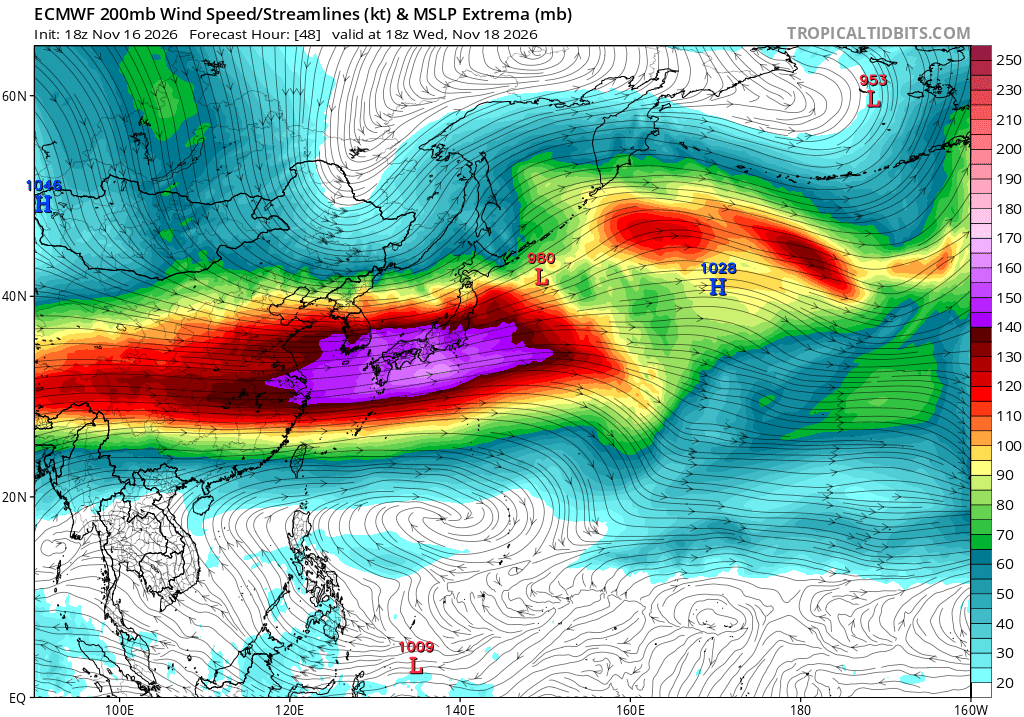 ECMWF 200mb Wind Speed/Streamlines (kt) & MSLP Extrema (mb)
Init: 18z Nov 16 2026 Forecast Hour: [48] valid at 18z Wed, Nov 18 2026
TROPICALTIDBITS.COM
60N
40N
20N
EQ
100E
120E
140E
160E
180
160W
953
L
1046
H
980
L
1028
H
1009
L
250
230
210
200
190
180
170
160
150
140
130
120
110
100
90
80
70
60
50
40
30
20